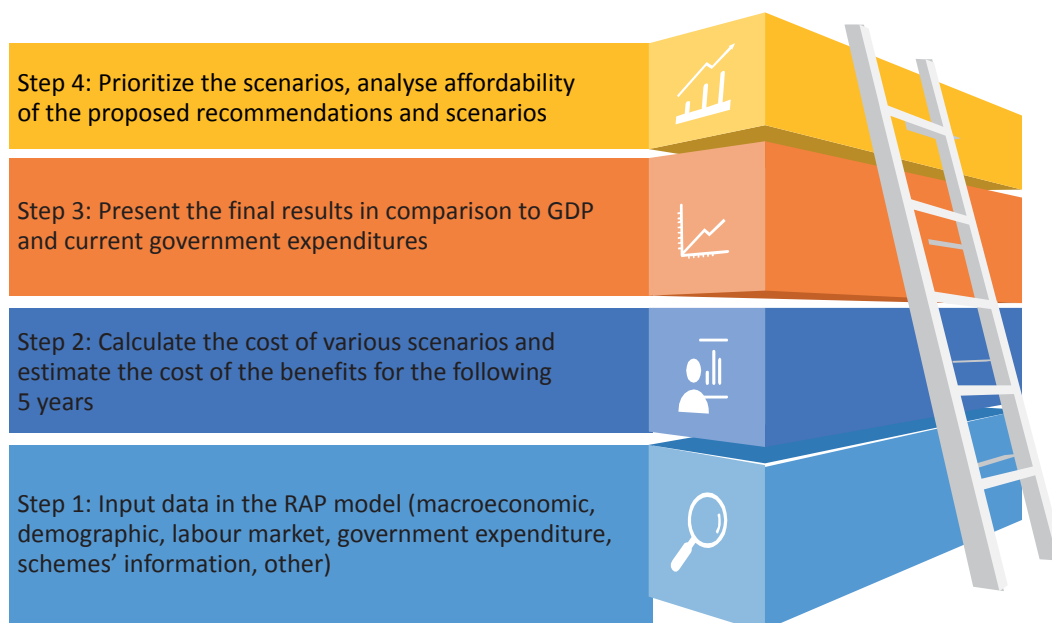 Step 4: Prioritize the scenarios, analyse affordability
of the proposed recommendations and scenarios
Step 3: Present the final results in comparison to GDP
and current government expenditures
Step 2: Calculate the cost of various scenarios and
estimate the cost of the benefits for the following
5 years
Step 1: Input data in the RAP model (macroeconomic,
demographic, labour market, government expenditure,
schemes’ information, other)